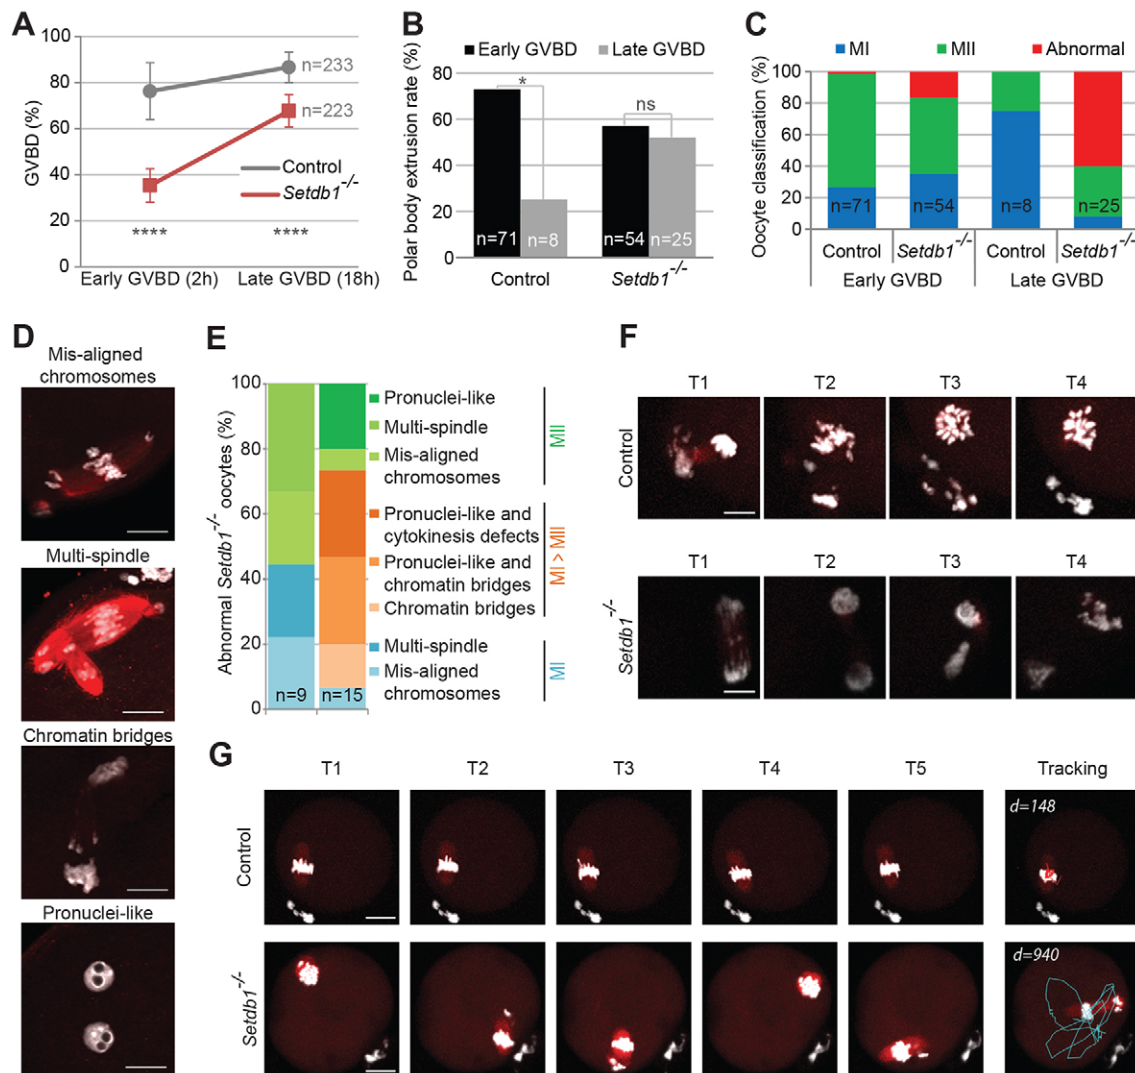 A
GVBD (%)
100
80
60
40
20
0
n=233
n=223
Control
Setdb1-/-
****
****
Early GVBD (2h)
Late GVBD (18h)
B
Early GVBD
Late GVBD
Polar body extrusion rate (%)
80
60
40
20
0
*
ns
n=71
n=8
n=54
n=25
Control
Setdb1-/-
C
MI
MII
Abnormal
Oocyte classification (%)
100
80
60
40
20
0
n=71
n=54
n=8
n=25
Control
Setdb1-/-
Control
Setdb1-/-
Early GVBD
Late GVBD
D
Mis-aligned
chromosomes
Multi-spindle
Chromatin bridges
Pronuclei-like
E
Abnormal Setdb1-/- oocytes (%)
100
80
60
40
20
0
n=9
n=15
Pronuclei-like
Multi-spindle
Mis-aligned
chromosomes
MII
Pronuclei-like and
cytokinesis defects
Pronuclei-like and
chromatin bridges
Chromatin bridges
MI > MII
Multi-spindle
Mis-aligned
chromosomes
MI
F
T1
T2
T3
T4
Control
T1
T2
T3
T4
Setdb1-/-
G
T1
T2
T3
T4
T5
Tracking
Control
d=148
Setdb1-/-
d=940